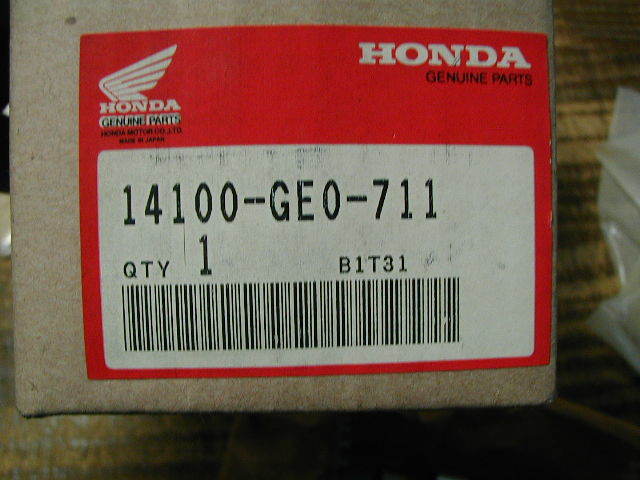 HONDA
GENUINE PARTS
HONDA
GENUINE PARTS
HONDA MOTOR CO.,LTD.
MADE IN JAPAN
14100-GE0-711
QTY 1 B1T31